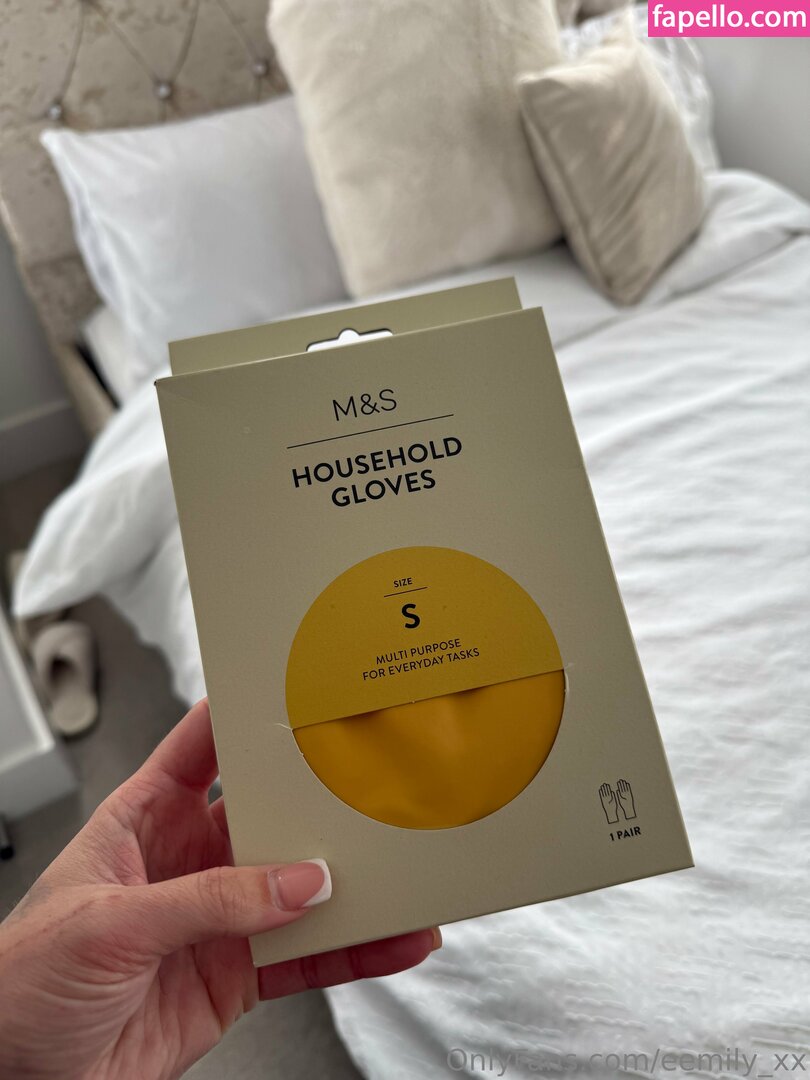 fapello.com
M&S
HOUSEHOLD
GLOVES
SIZE
S
MULTI PURPOSE
FOR EVERYDAY TASKS
1 PAIR
Onlyfans.com/eemily_xx